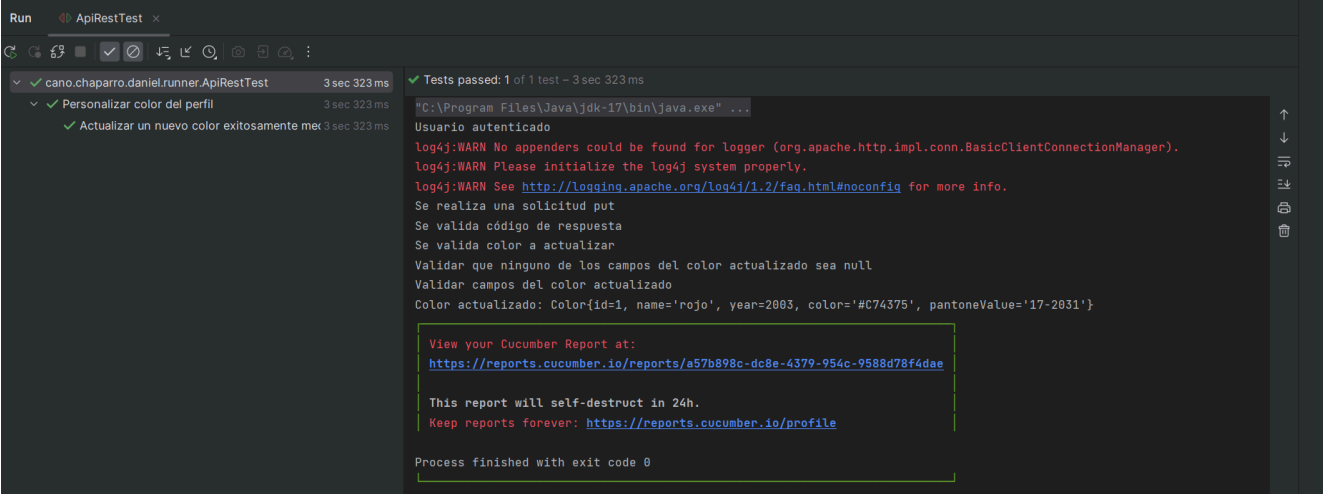 Run ApiRestTest
cano.chaparro.daniel.runner.ApiRestTest 3 sec 323 ms
Personalizar color del perfil 3 sec 323 ms
Actualizar un nuevo color exitosamente med 3 sec 323 ms
Tests passed: 1 of 1 test – 3 sec 323 ms
"C:\Program Files\Java\jdk-17\bin\java.exe" ...
Usuario autenticado
log4j:WARN No appenders could be found for logger (org.apache.http.impl.conn.BasicClientConnectionManager).
log4j:WARN Please initialize the log4j system properly.
log4j:WARN See http://logging.apache.org/log4j/1.2/faq.html#noconfig for more info.
Se realiza una solicitud put
Se valida código de respuesta
Se valida color a actualizar
Validar que ninguno de los campos del color actualizado sea null
Validar campos del color actualizado
Color actualizado: Color{id=1, name='rojo', year=2003, color='#C74375', pantoneValue='17-2031'}
View your Cucumber Report at:
https://reports.cucumber.io/reports/a57b898c-dc8e-4379-954c-9588d78f4dae
This report will self-destruct in 24h.
Keep reports forever: https://reports.cucumber.io/profile
Process finished with exit code 0